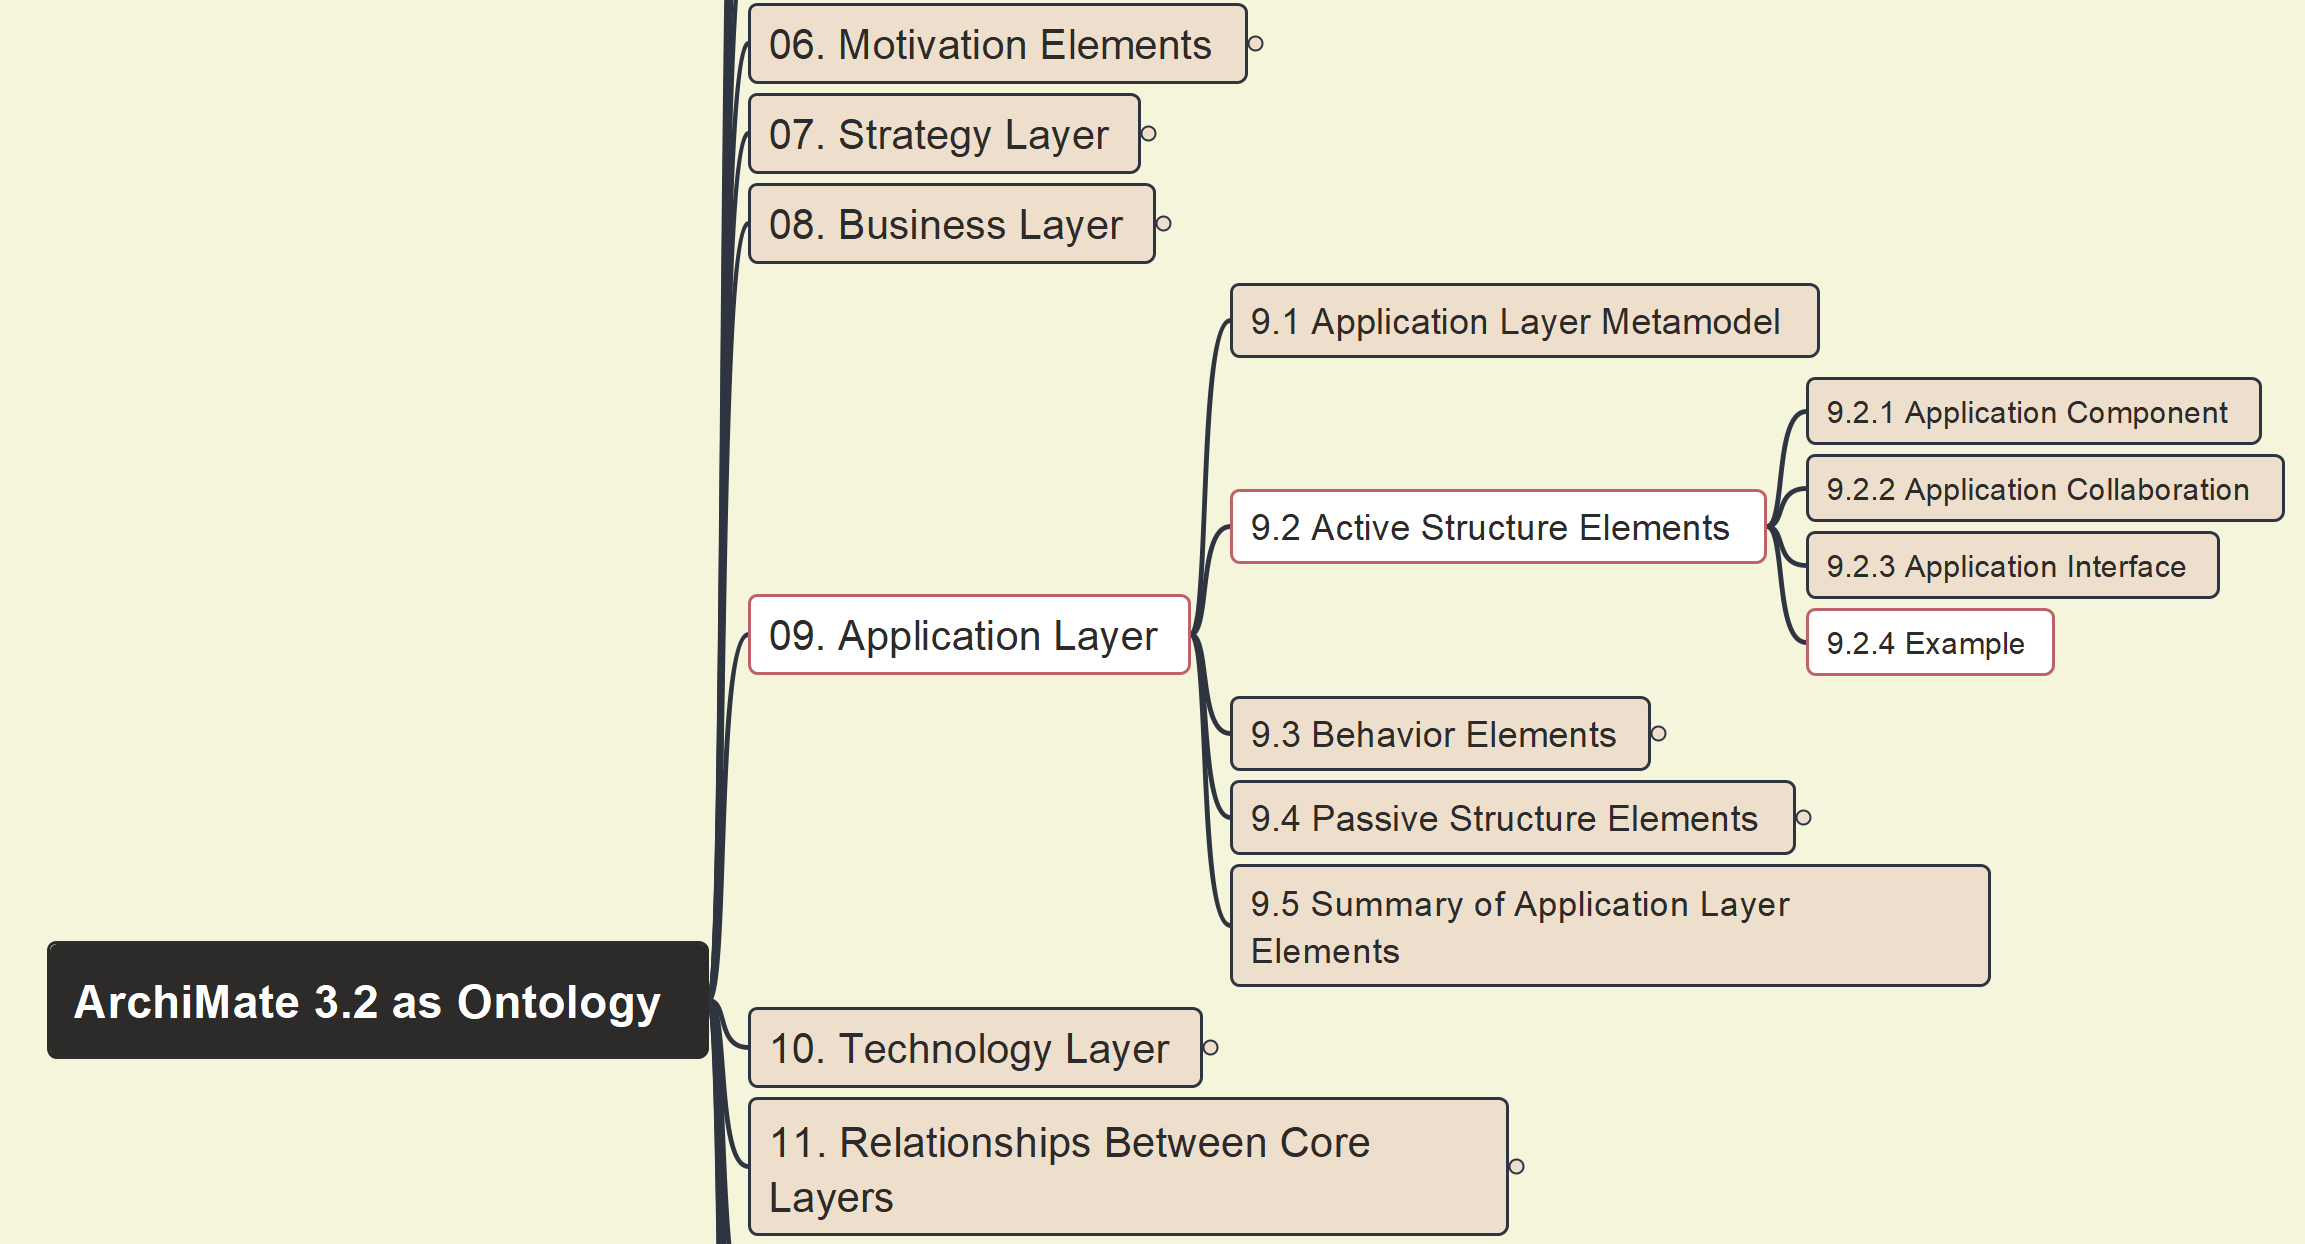 06. Motivation Elements
07. Strategy Layer
08. Business Layer
9.1 Application Layer Metamodel
9.2.1 Application Component
9.2.2 Application Collaboration
9.2 Active Structure Elements
9.2.3 Application Interface
09. Application Layer
9.2.4 Example
9.3 Behavior Elements
9.4 Passive Structure Elements
9.5 Summary of Application Layer
Elements
ArchiMate 3.2 as Ontology
10. Technology Layer
11. Relationships Between Core
Layers